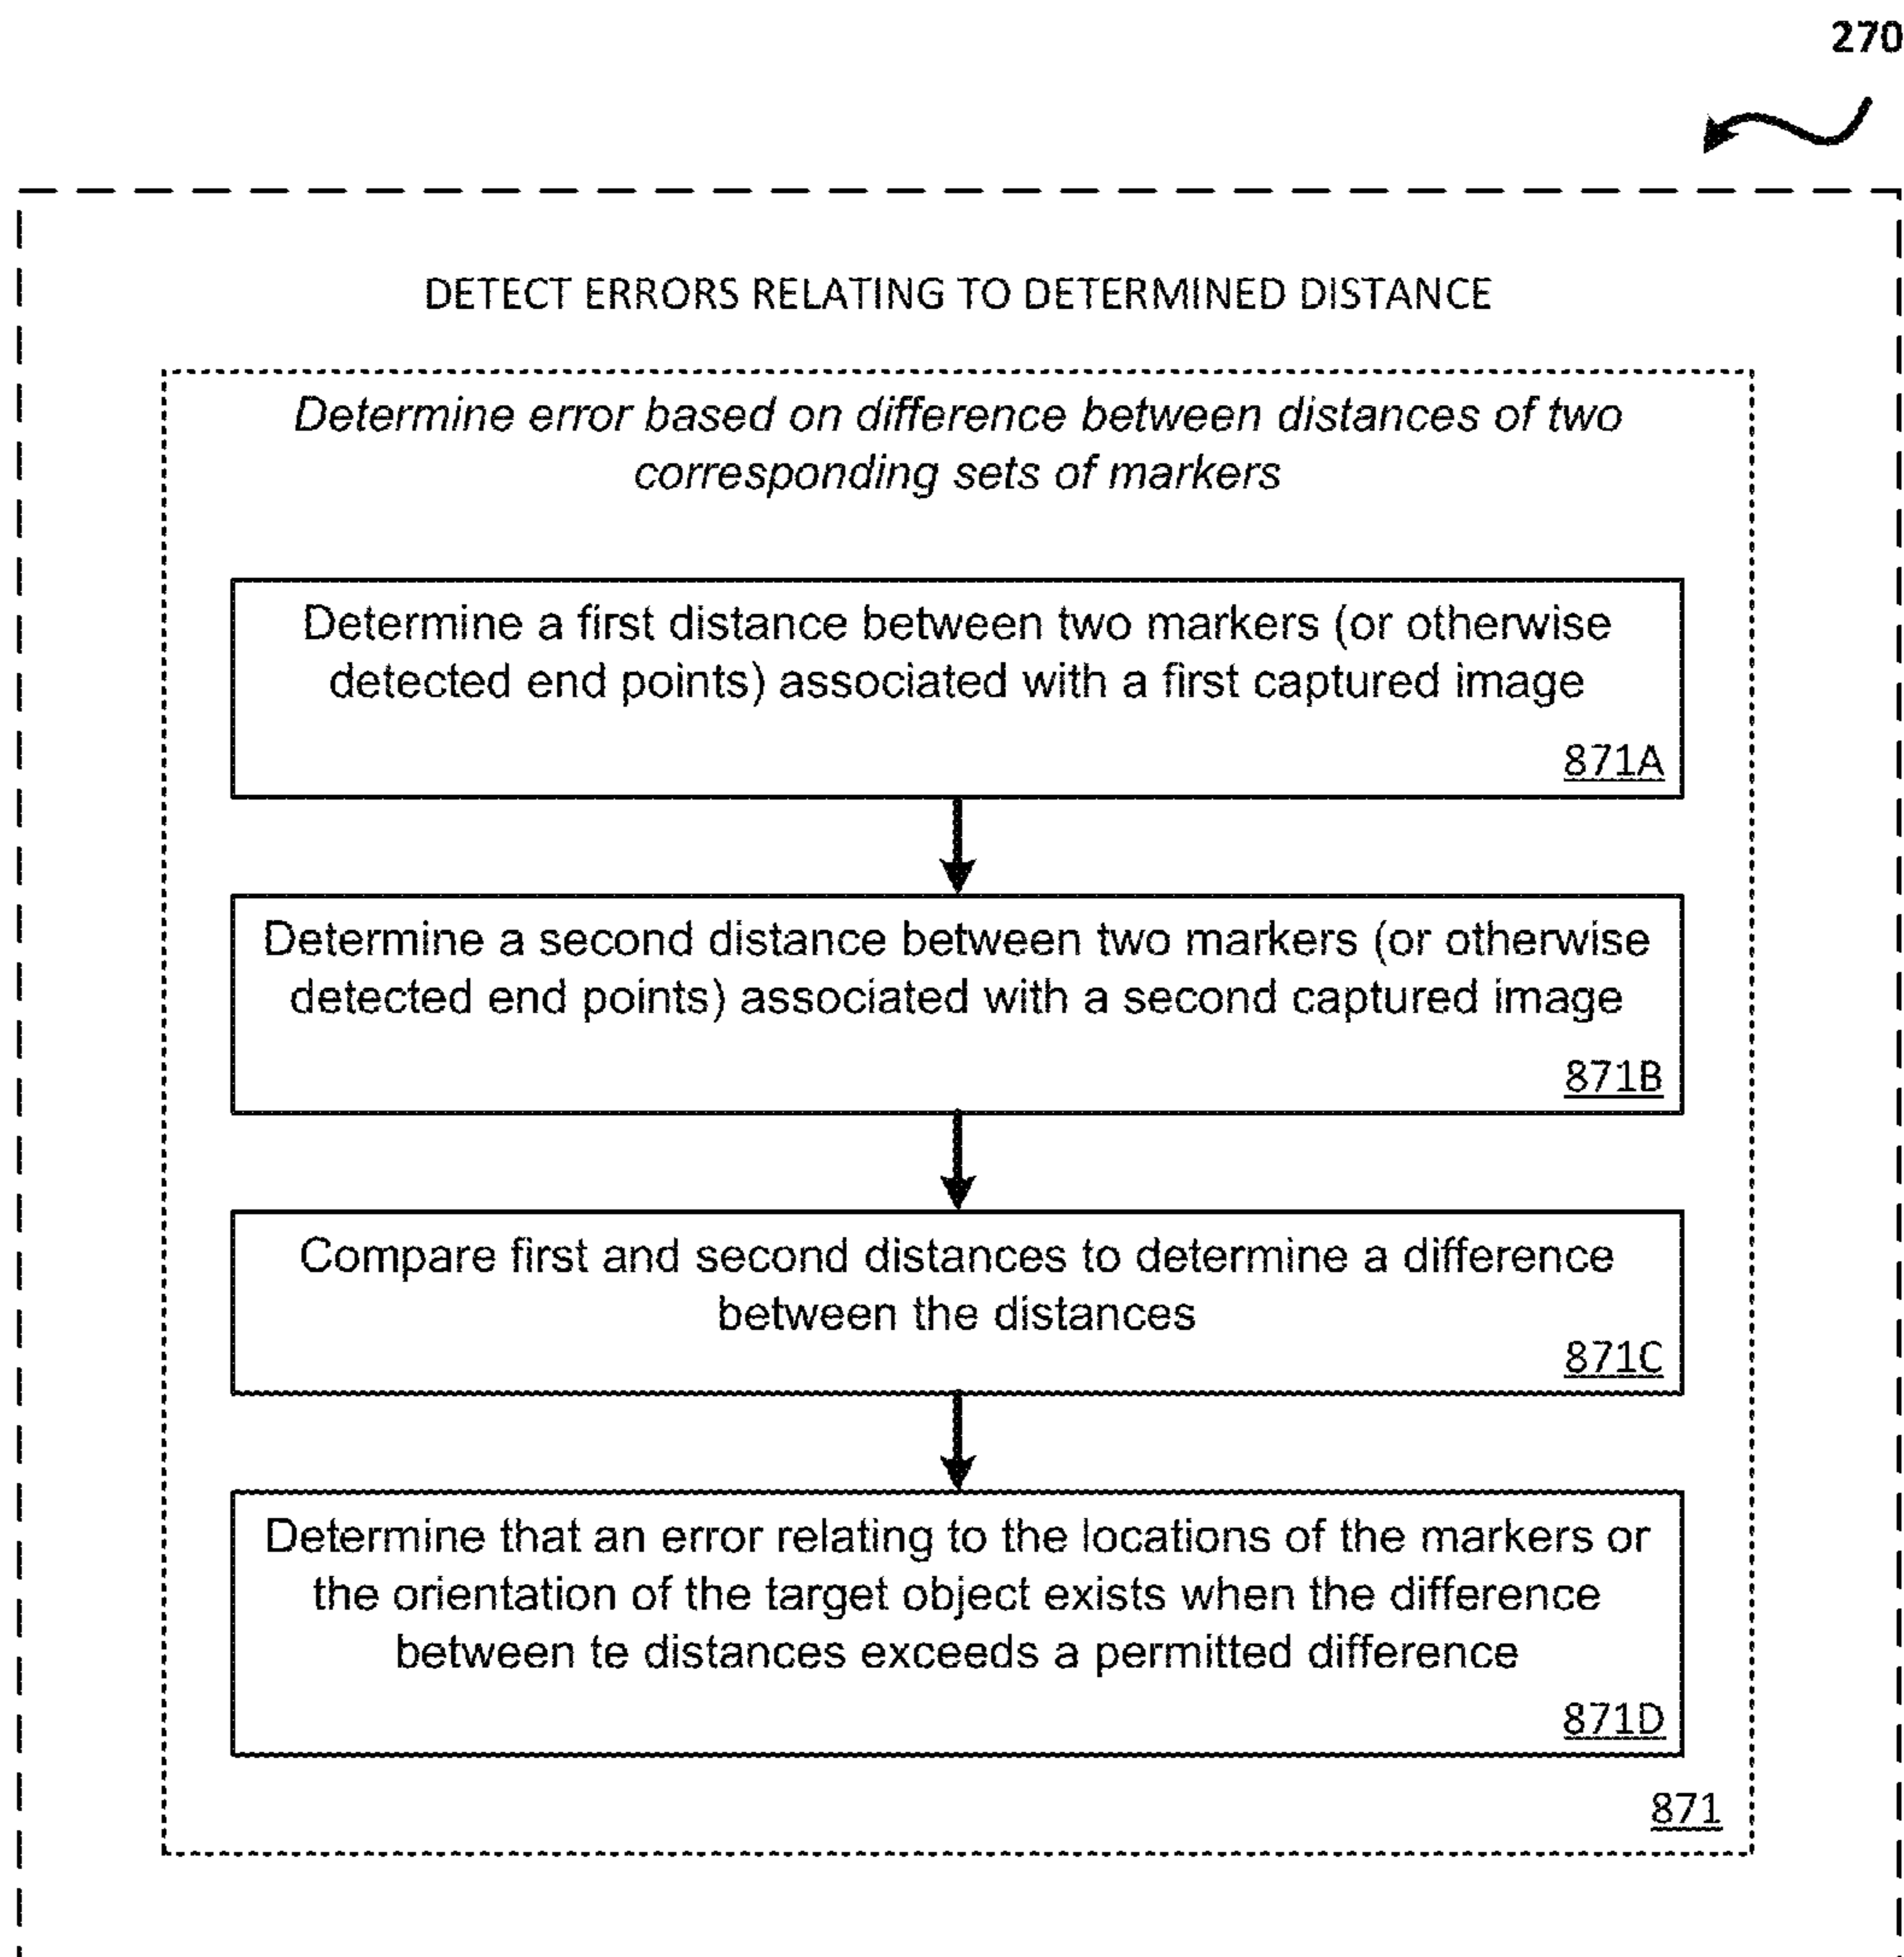 270
DETECT ERRORS RELATING TO DETERMINED DISTANCE
Determine error based on difference between distances of two
corresponding sets of markers
Determine a first distance between two markers (or otherwise
detected end points) associated with a first captured image
871A
Determine a second distance between two markers (or otherwise
detected end points) associated with a second captured image
871B
Compare first and second distances to determine a difference
between the distances
871C
Determine that an error relating to the locations of the markers or
the orientation of the target object exists when the difference
between te distances exceeds a permitted difference
871D
871